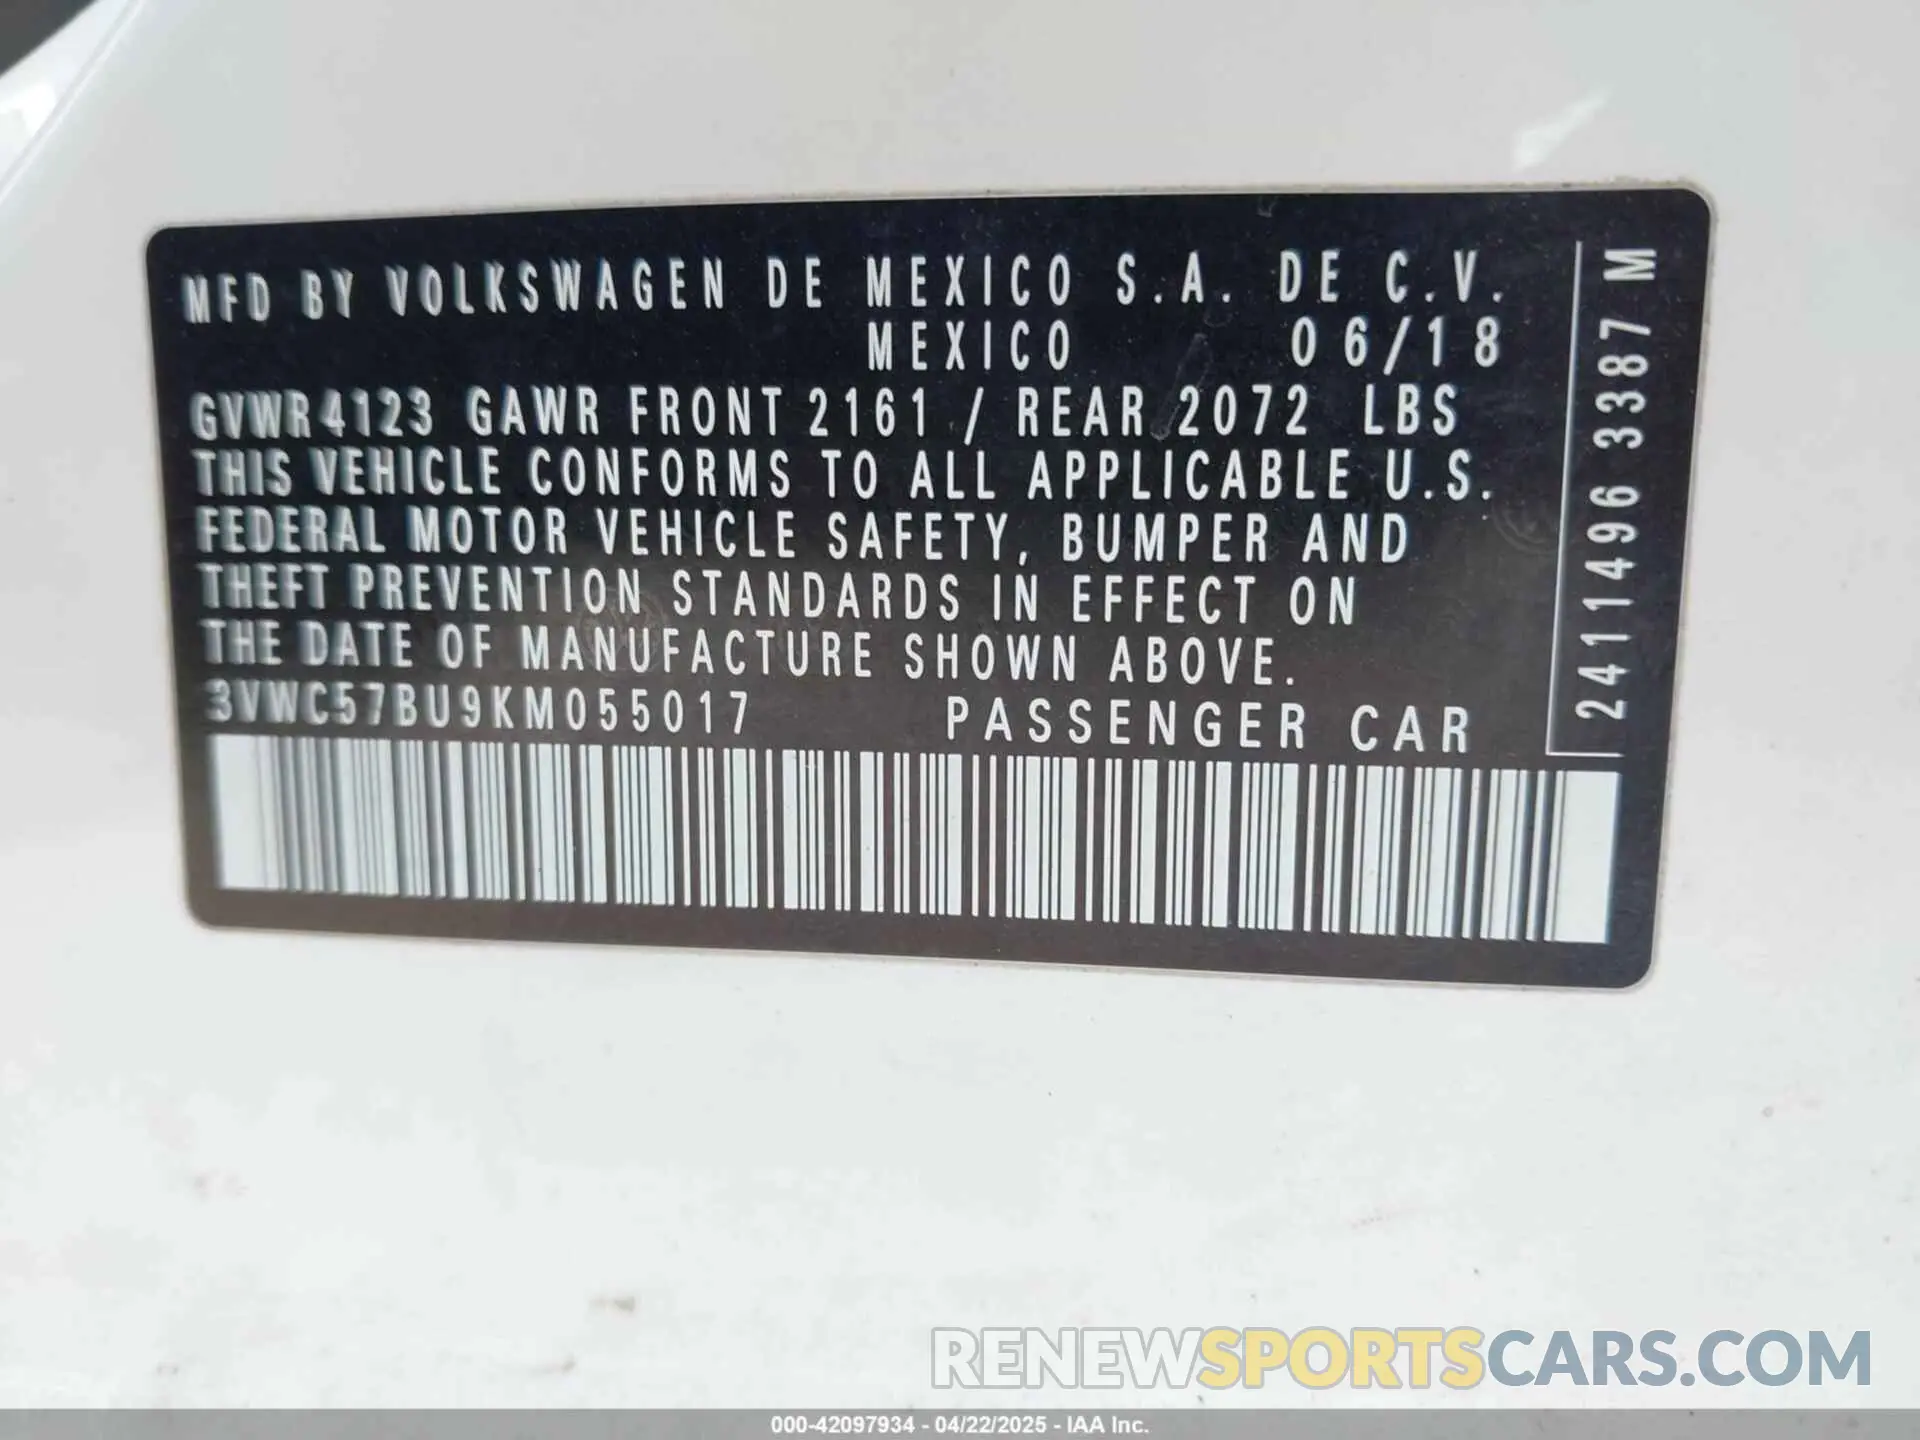 MFD BY VOLKSWAGEN DE MEXICO S.A. DE C.V.
MEXICO 06/18
GVWR 4123 GAWR FRONT 2161 / REAR 2072 LBS
THIS VEHICLE CONFORMS TO ALL APPLICABLE U.S.
FEDERAL MOTOR VEHICLE SAFETY, BUMPER AND
THEFT PREVENTION STANDARDS IN EFFECT ON
THE DATE OF MANUFACTURE SHOWN ABOVE.
3VWC57BU9KM055017 PASSENGER CAR
2411496 3387 M
RENEWSPORTSCARS.COM
000-42097934 - 04/22/2025 - IAA Inc.